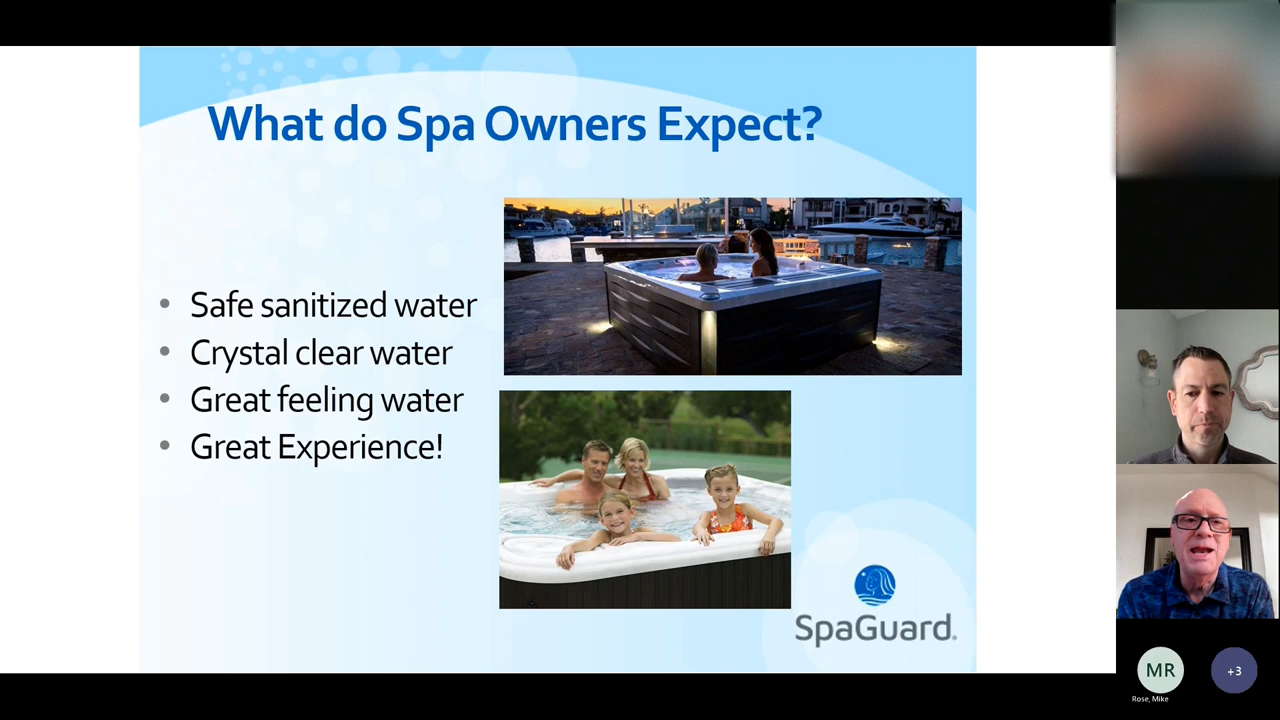 What do Spa Owners Expect?
• Safe sanitized water
• Crystal clear water
• Great feeling water
• Great Experience!
SpaGuard.
MR
+3
Rose, Mike